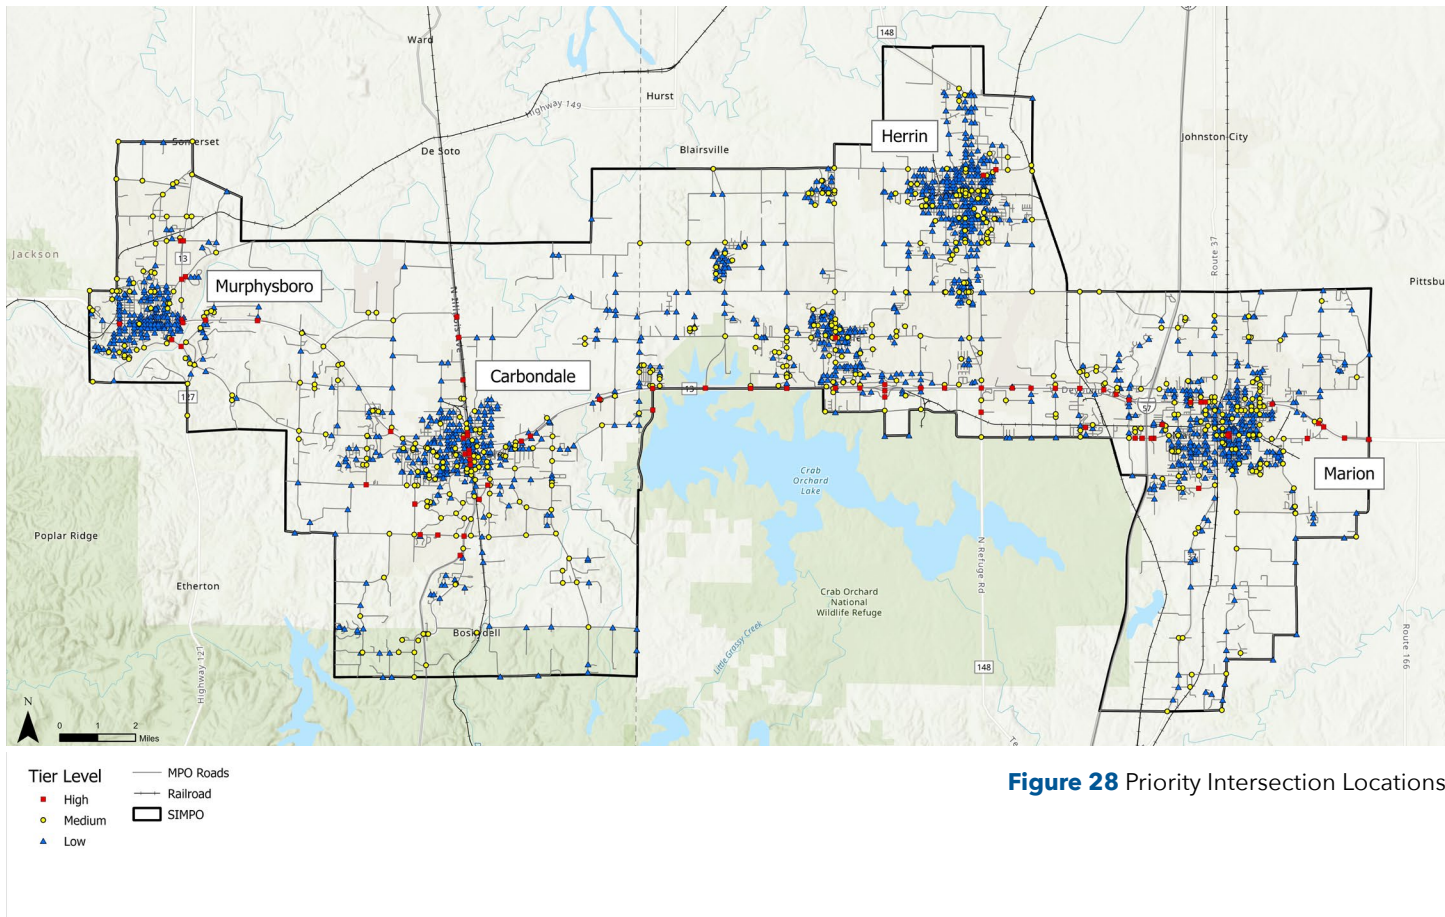 148
Ward
Hurst
Highway 149
Herrin
Johnston City
Somerset
De Soto
Blairsville
Route 37
Jackson
13
Murphysboro
Pittsbu
Carbondale
13
127
57
Marion
Crab
Orchard
Lake
Poplar Ridge
N Refuge Rd
37
Etherton
Crab Orchard
National
Wildlife Refuge
Boskydell
Little Grassy Creek
Route 166
Highway 127
148
N
0 1 2
Miles
Tier Level
High
Medium
Low
MPO Roads
Railroad
SIMPO
Figure 28 Priority Intersection Locations